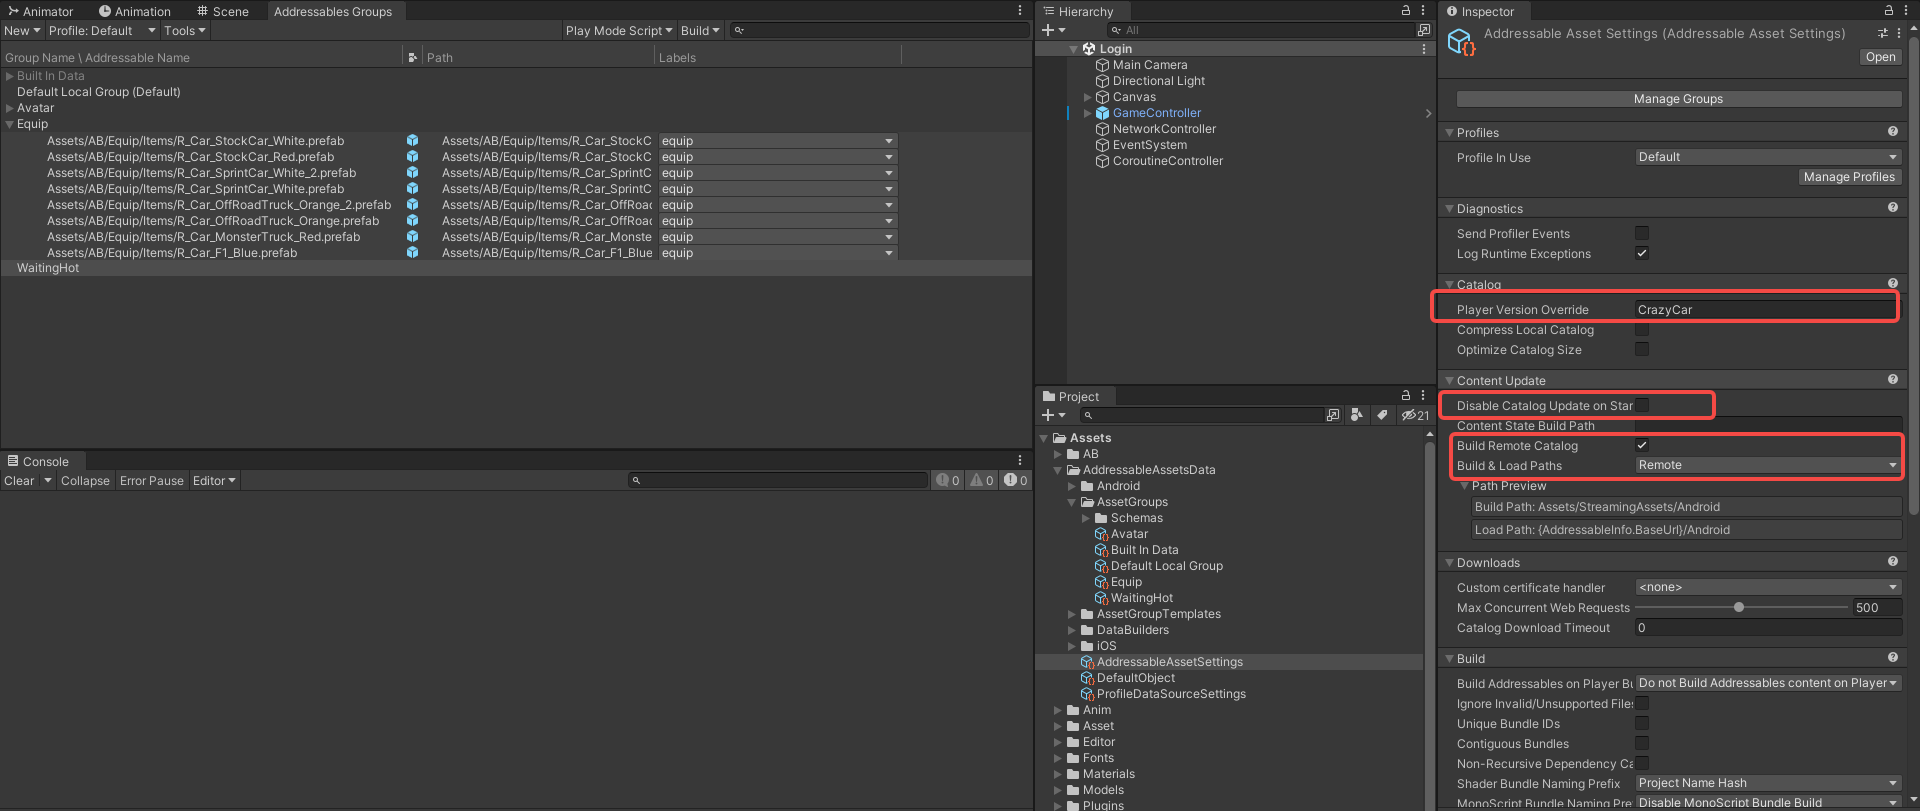 Animator
Animation
Scene
Addressables Groups
New
Profile: Default
Tools
Play Mode Script
Build
Group Name \ Addressable Name
Path
Labels
Built In Data
Default Local Group (Default)
Avatar
Equip
Assets/AB/Equip/Items/R_Car_StockCar_White.prefab Assets/AB/Equip/Items/R_Car_StockC equip
Assets/AB/Equip/Items/R_Car_StockCar_Red.prefab Assets/AB/Equip/Items/R_Car_StockC equip
Assets/AB/Equip/Items/R_Car_SprintCar_White_2.prefab Assets/AB/Equip/Items/R_Car_SprintC equip
Assets/AB/Equip/Items/R_Car_SprintCar_White.prefab Assets/AB/Equip/Items/R_Car_SprintC equip
Assets/AB/Equip/Items/R_Car_OffRoadTruck_Orange_2.prefab Assets/AB/Equip/Items/R_Car_OffRoad equip
Assets/AB/Equip/Items/R_Car_OffRoadTruck_Orange.prefab Assets/AB/Equip/Items/R_Car_OffRoad equip
Assets/AB/Equip/Items/R_Car_MonsterTruck_Red.prefab Assets/AB/Equip/Items/R_Car_Monste equip
Assets/AB/Equip/Items/R_Car_F1_Blue.prefab Assets/AB/Equip/Items/R_Car_F1_Blue equip
WaitingHot
Console
Clear
Collapse
Error Pause
Editor
0
0
0
Hierarchy
All
Login
Main Camera
Directional Light
Canvas
GameController
NetworkController
EventSystem
CoroutineController
Project
21
Assets
AB
AddressableAssetsData
Android
AssetGroups
Schemas
Avatar
Built In Data
Default Local Group
Equip
WaitingHot
AssetGroupTemplates
DataBuilders
iOS
AddressableAssetSettings
DefaultObject
ProfileDataSourceSettings
Anim
Asset
Editor
Fonts
Materials
Models
Plugins
Inspector
Addressable Asset Settings (Addressable Asset Settings)
Open
Manage Groups
Profiles
Profile In Use Default
Manage Profiles
Diagnostics
Send Profiler Events
Log Runtime Exceptions
Catalog
Player Version Override CrazyCar
Compress Local Catalog
Optimize Catalog Size
Content Update
Disable Catalog Update on Star
Content State Build Path
Build Remote Catalog
Build & Load Paths Remote
Path Preview
Build Path: Assets/StreamingAssets/Android
Load Path: {AddressableInfo.BaseUrl}/Android
Downloads
Custom certificate handler <none>
Max Concurrent Web Requests 500
Catalog Download Timeout 0
Build
Build Addressables on Player Bu Do not Build Addressables content on Player
Ignore Invalid/Unsupported Files
Unique Bundle IDs
Contiguous Bundles
Non-Recursive Dependency Ca
Shader Bundle Naming Prefix Project Name Hash
MonoScript Bundle Naming Pre Disable MonoScript Bundle Build